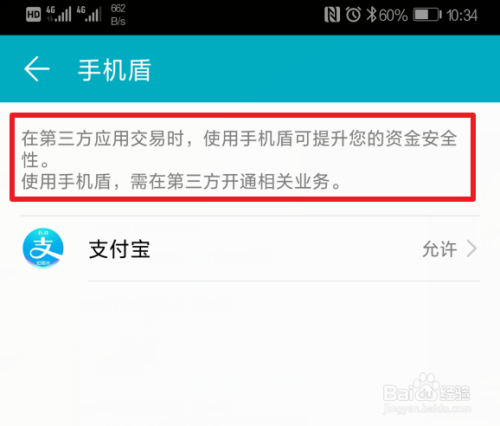 HD 4G 4G 662 B/s 60% 10:34
手机盾
在第三方应用交易时，使用手机盾可提升您的资金安全
性。
使用手机盾，需在第三方开通相关业务。
支 支付宝 允许
Baidu 经验
jingyan.baidu.com